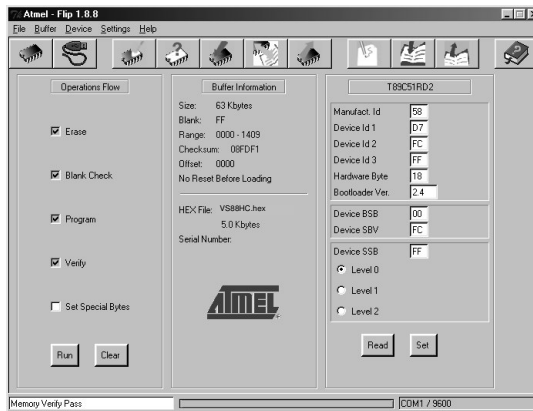 Atmel - Flip 1.8.8
File Buffer Device Settings Help
Operations Flow
Erase
Blank Check
Program
Verify
Set Special Bytes
Run Clear
Buffer Information
Size: 63 Kbytes
Blank: FF
Range: 0000 - 1409
Checksum: 08FDF1
Offset: 0000
No Reset Before Loading
HEX File: VS88HC.hex
5.0 Kbytes
Serial Number:
ATMEL
T89C51RD2
Manufact. Id 58
Device Id 1 D7
Device Id 2 FC
Device Id 3 FF
Hardware Byte 18
Bootloader Ver. 2.4
Device BSB 00
Device SBV FC
Device SSB FF
Level 0
Level 1
Level 2
Read Set
Memory Verify Pass
COM1 / 9600